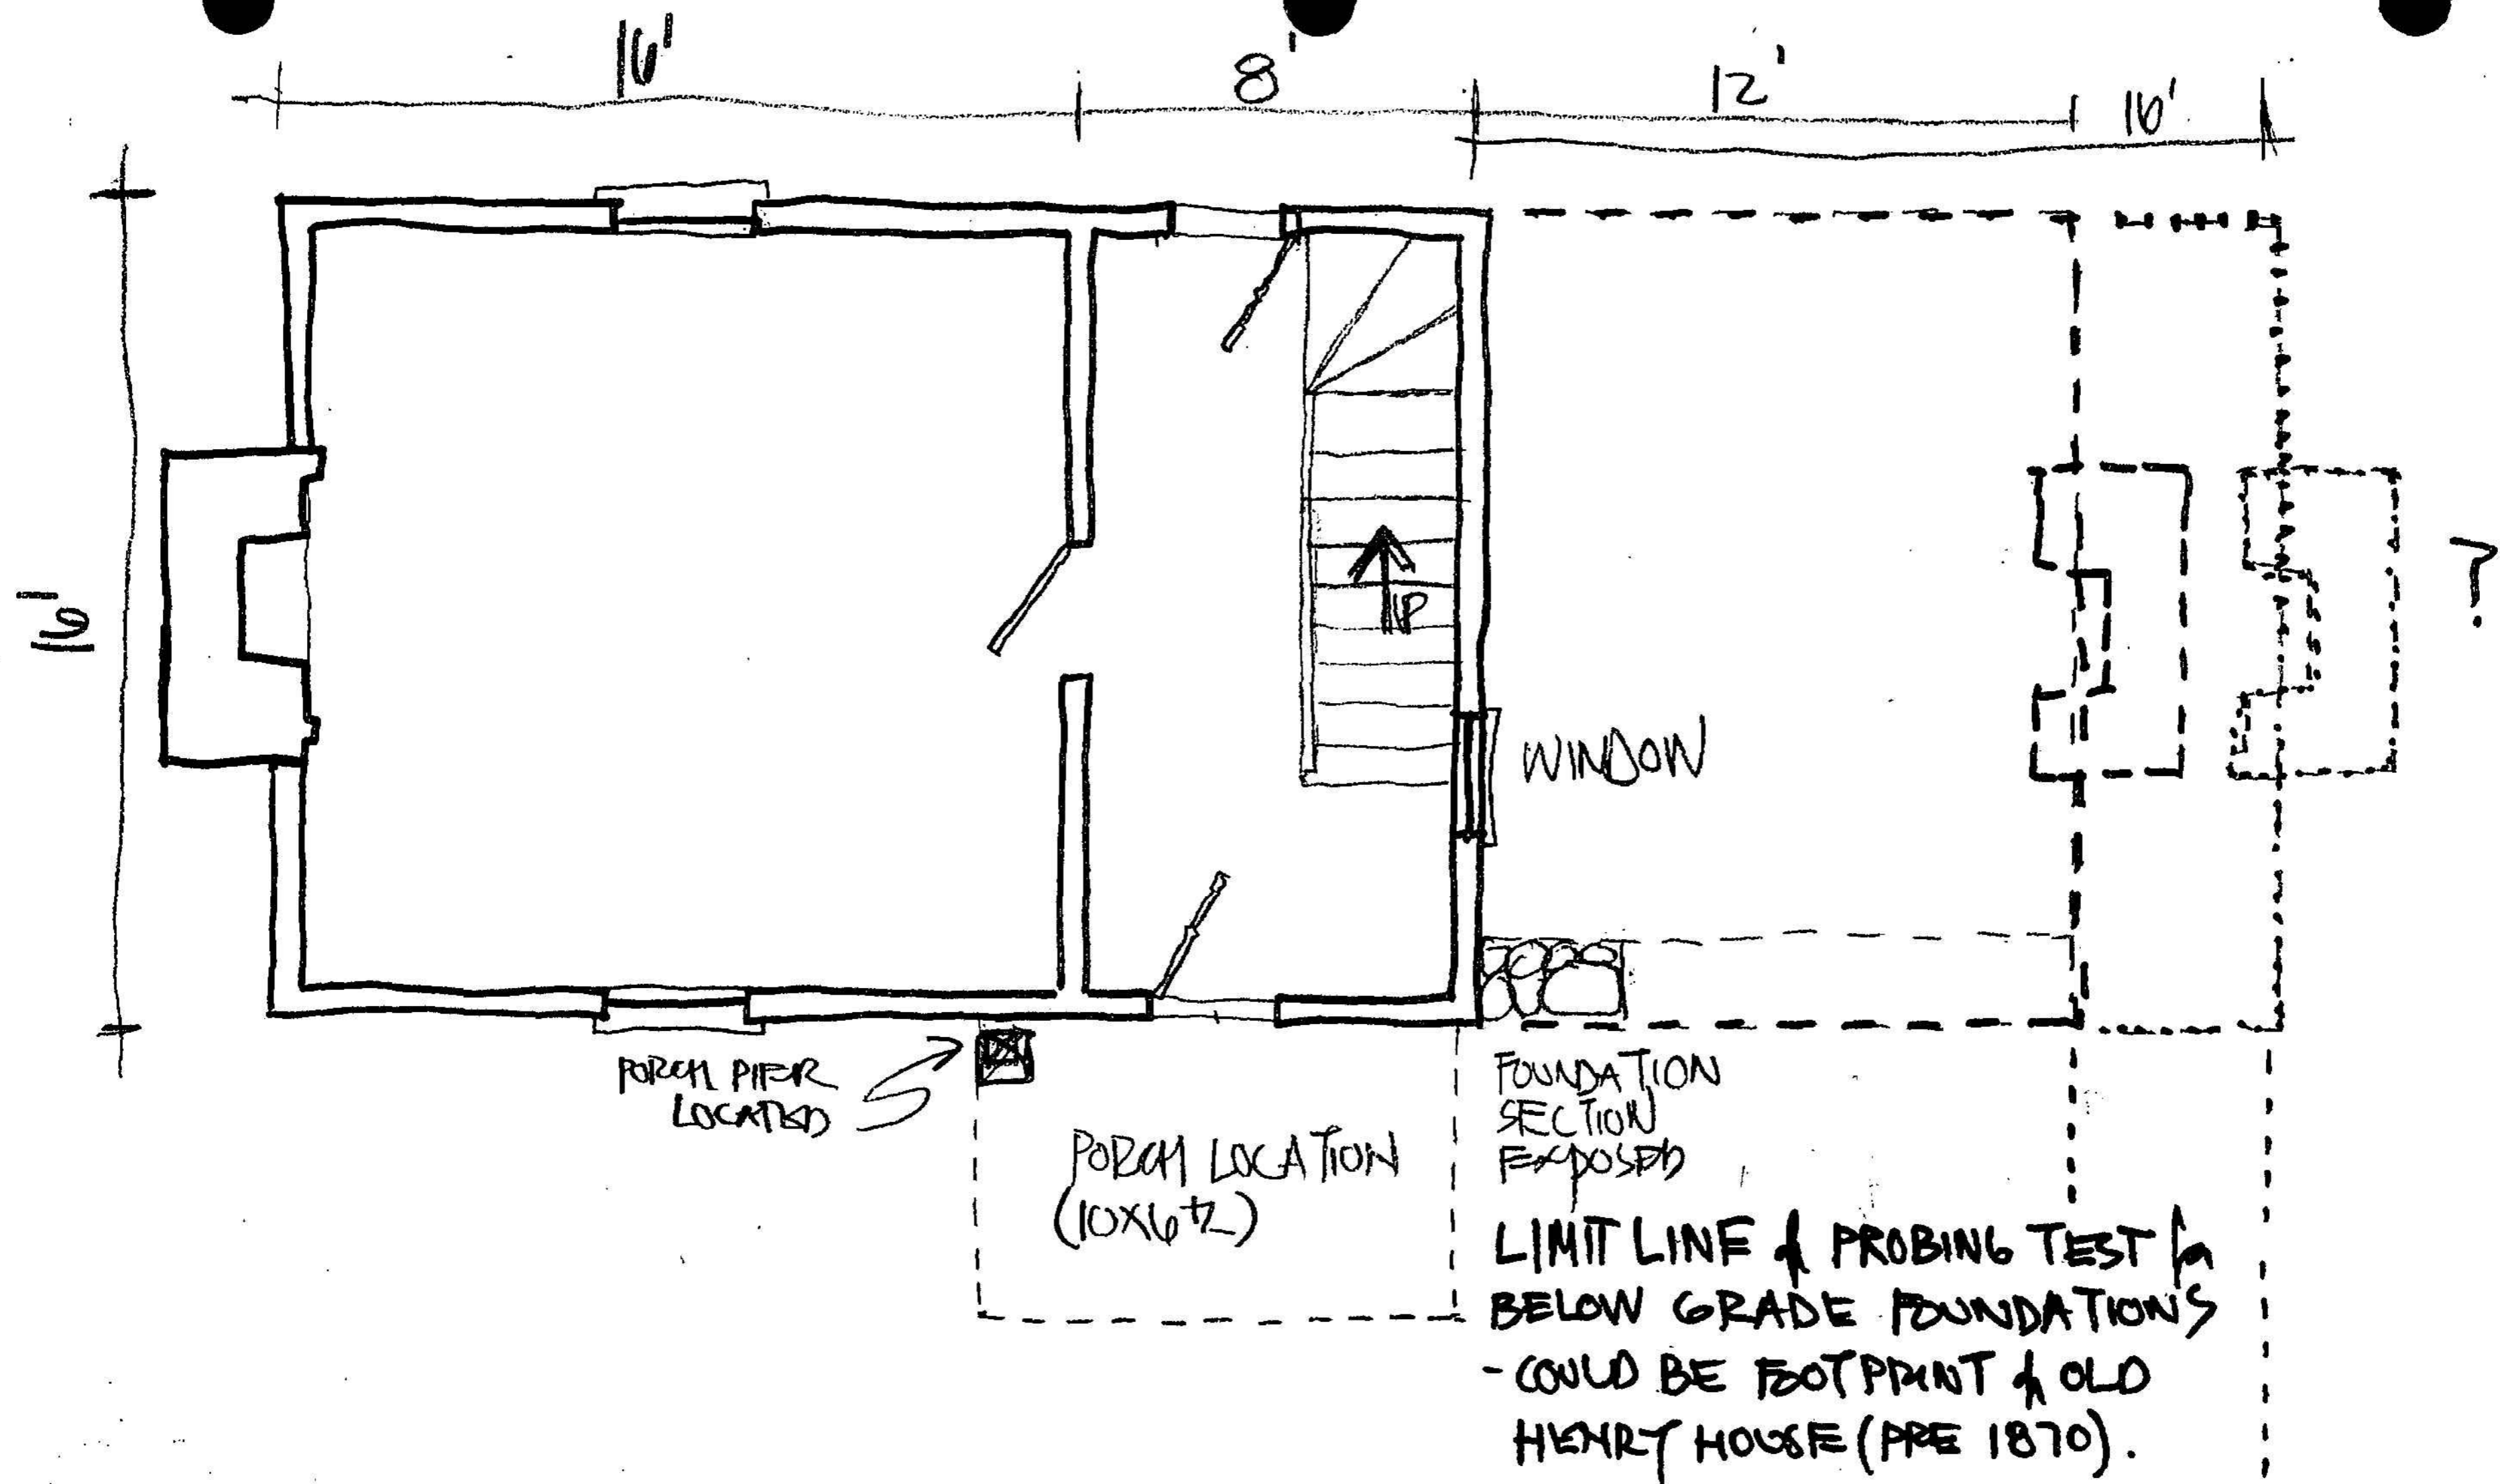 16'
8'
12'
16'
16'
?
UP
WINDOW
PORCH PIER
LOCATED
PORCH LOCATION
(10X6±)
FOUNDATION
SECTION
EXPOSED
LIMIT LINE of PROBING TEST for
BELOW GRADE FOUNDATIONS
- COULD BE FOOTPRINT of OLD
HENRY HOUSE (PRE 1870).